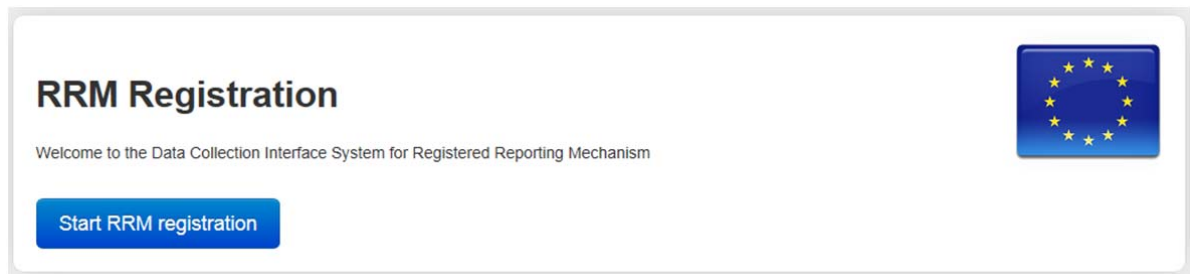 RRM Registration
Welcome to the Data Collection Interface System for Registered Reporting Mechanism
Start RRM registration